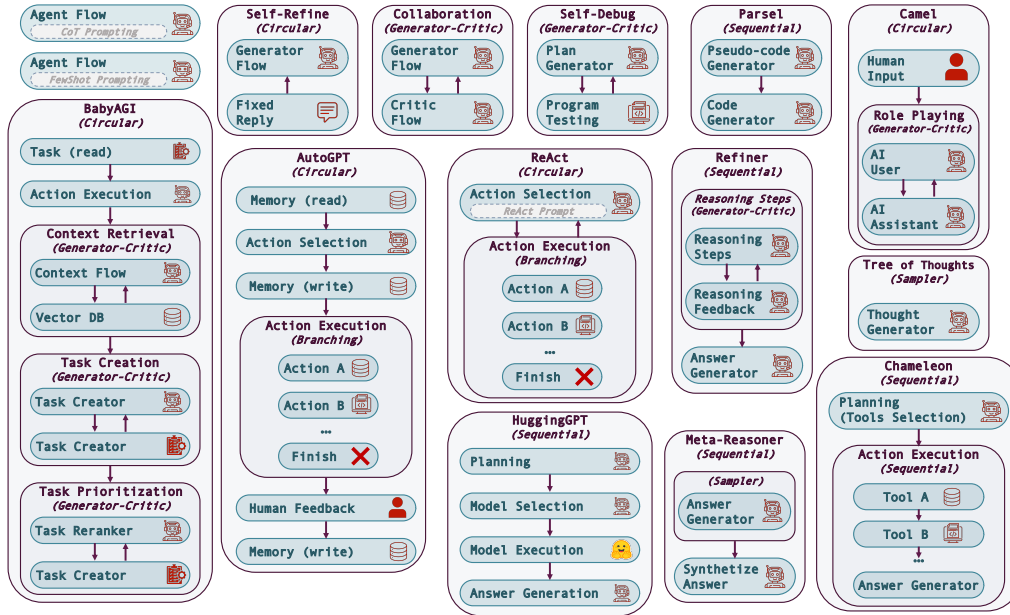 Agent Flow
CoT Prompting
Agent Flow
FewShot Prompting
BabyAGI
(Circular)
Task (read)
Action Execution
Context Retrieval
(Generator-Critic)
Context Flow
Vector DB
Task Creation
(Generator-Critic)
Task Creator
Task Creator
Task Prioritization
(Generator-Critic)
Task Reranker
Task Creator
Self-Refine
(Circular)
Generator
Flow
Fixed
Reply
Collaboration
(Generator-Critic)
Generator
Flow
Critic
Flow
Self-Debug
(Generator-Critic)
Plan
Generator
Program
Testing
Parsel
(Sequential)
Pseudo-code
Generator
Code
Generator
Camel
(Circular)
Human
Input
Role Playing
(Generator-Critic)
AI
User
AI
Assistant
AutoGPT
(Circular)
Memory (read)
Action Selection
Memory (write)
Action Execution
(Branching)
Action A
Action B
...
Finish
Human Feedback
Memory (write)
ReAct
(Circular)
Action Selection
ReAct Prompt
Action Execution
(Branching)
Action A
Action B
...
Finish
Refiner
(Sequential)
Reasoning Steps
(Generator-Critic)
Reasoning
Steps
Reasoning
Feedback
Answer
Generator
Tree of Thoughts
(Sampler)
Thought
Generator
HuggingGPT
(Sequential)
Planning
Model Selection
Model Execution
Answer Generation
Meta-Reasoner
(Sequential)
(Sampler)
Answer
Generator
Synthetize
Answer
Chameleon
(Sequential)
Planning
(Tools Selection)
Action Execution
(Sequential)
Tool A
Tool B
...
Answer Generator